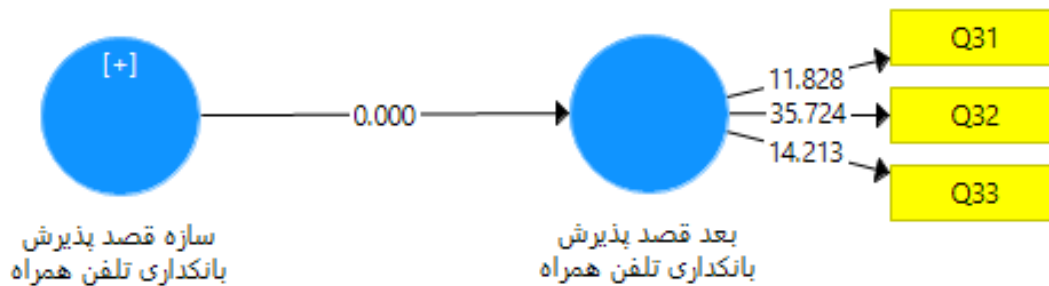 [+]
0.000
11.828
35.724
14.213
Q31
Q32
Q33
سازه قصد پذیرش
بانکداری تلفن همراه
بعد قصد پذیرش
بانکداری تلفن همراه